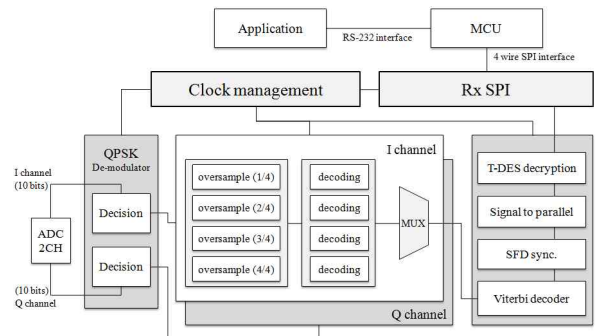 Application
RS-232 interface
MCU
4 wire SPI interface
Clock management
Rx SPI
QPSK
De-modulator
I channel
(10 bits)
Decision
ADC
2CH
Decision
(10 bits)
Q channel
I channel
oversample (1/4)
oversample (2/4)
oversample (3/4)
oversample (4/4)
decoding
decoding
decoding
decoding
MUX
Q channel
T-DES decryption
Signal to parallel
SFD sync.
Viterbi decoder